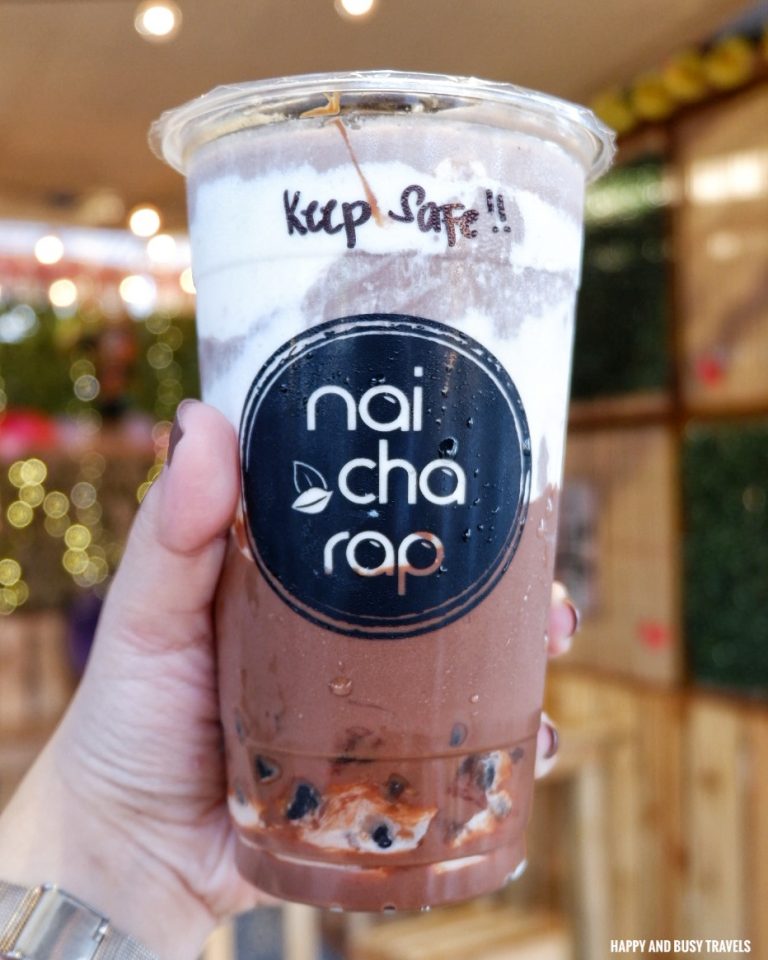 Keep Safe!!
nai
cha
rap
HAPPY AND BUSY TRAVELS